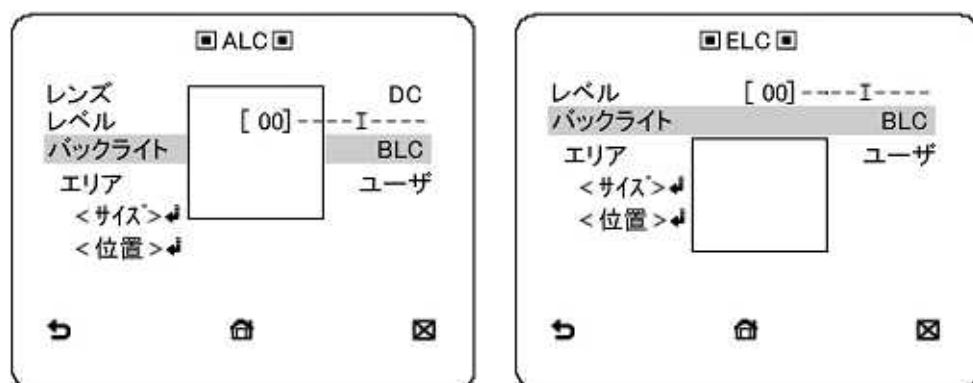 ALC
レンズ DC
レベル [ 00]----I----
バックライト BLC
エリア ユーザ
<サイズ>
<位置>
ELC
レベル [ 00]----I----
バックライト BLC
エリア ユーザ
<サイズ>
<位置>